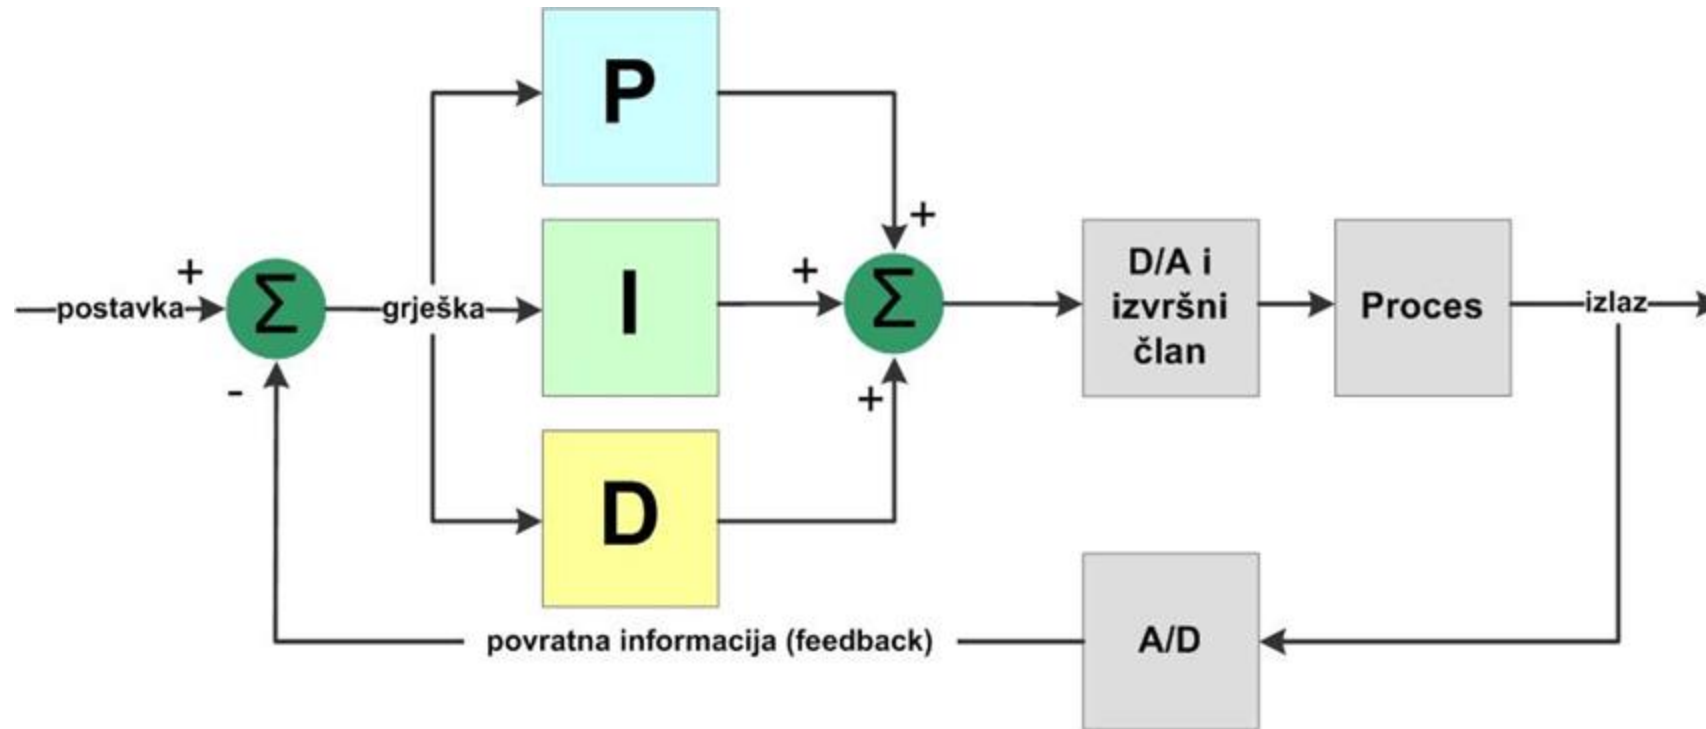 P
+
+
+
postavka
Σ
grješka
I
Σ
D/A i
izvršni
član
Proces
izlaz
-
+
D
povratna informacija (feedback)
A/D